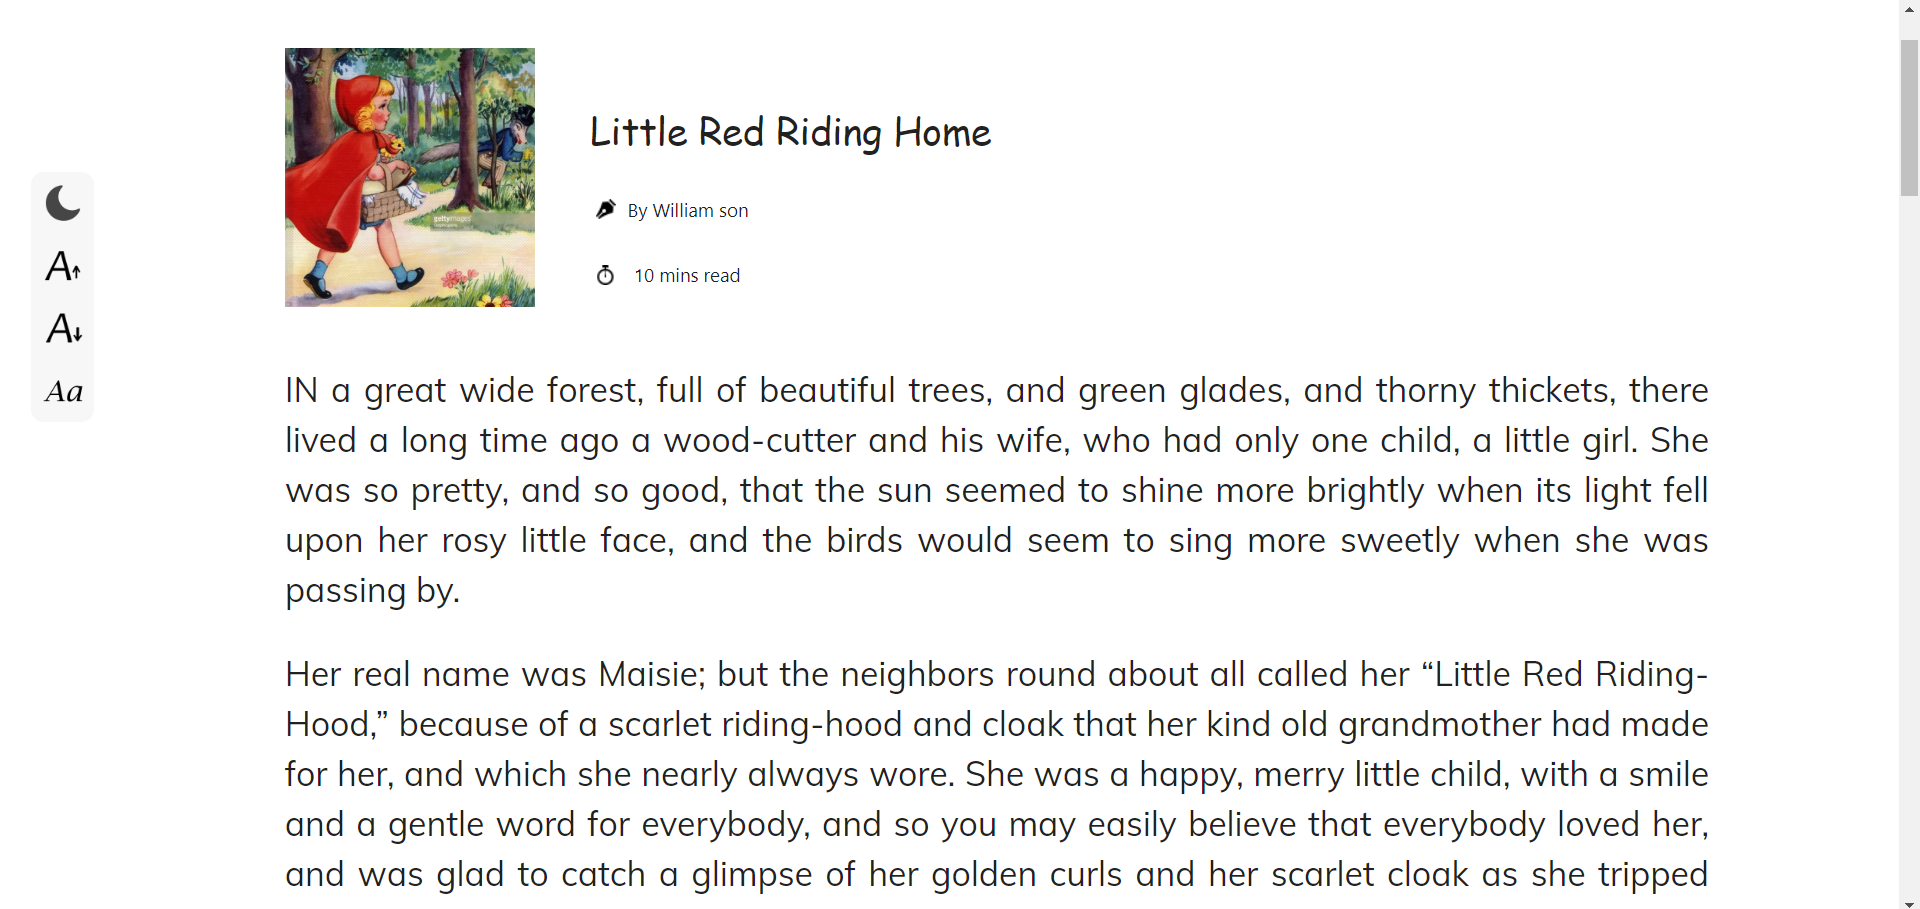 Little Red Riding Home
By William son
10 mins read
A
A
Aa
gettyimages
IN a great wide forest, full of beautiful trees, and green glades, and thorny thickets, there
lived a long time ago a wood-cutter and his wife, who had only one child, a little girl. She
was so pretty, and so good, that the sun seemed to shine more brightly when its light fell
upon her rosy little face, and the birds would seem to sing more sweetly when she was
passing by.
Her real name was Maisie; but the neighbors round about all called her “Little Red Riding-
Hood,” because of a scarlet riding-hood and cloak that her kind old grandmother had made
for her, and which she nearly always wore. She was a happy, merry little child, with a smile
and a gentle word for everybody, and so you may easily believe that everybody loved her,
and was glad to catch a glimpse of her golden curls and her scarlet cloak as she tripped